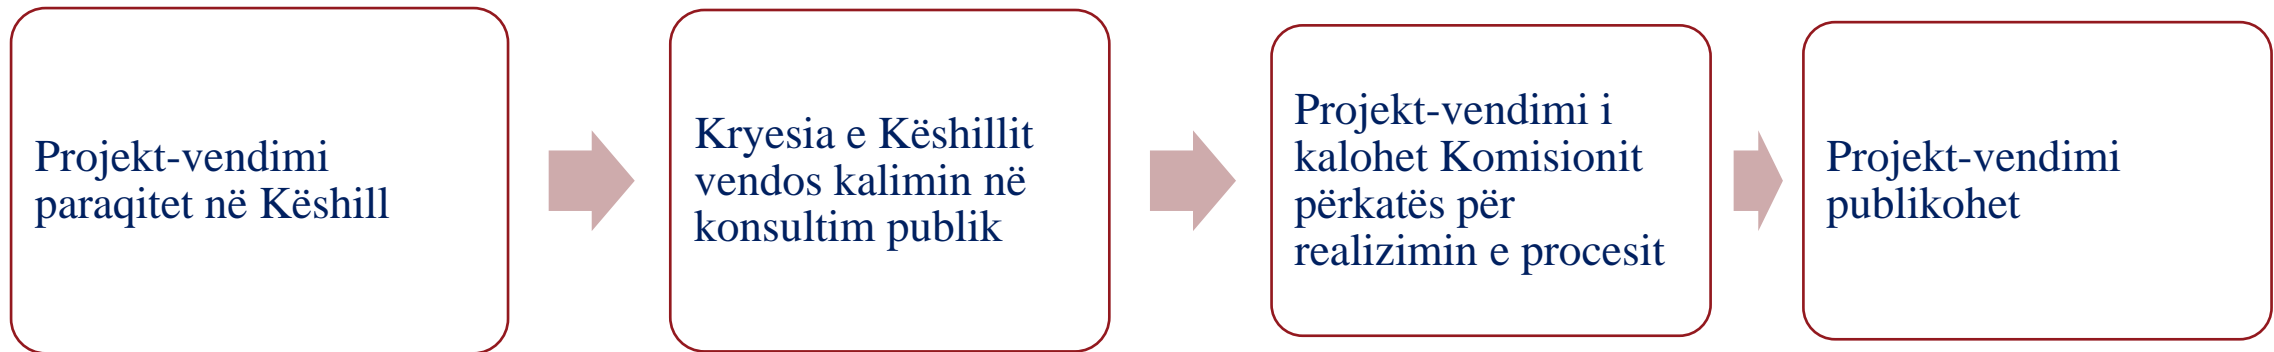 Projekt-vendimi
paraqitet në Këshill
Kryesia e Këshillit
vendos kalimin në
konsultim publik
Projekt-vendimi i
kalohet Komisionit
përkatës për
realizimin e procesit
Projekt-vendimi
publikohet